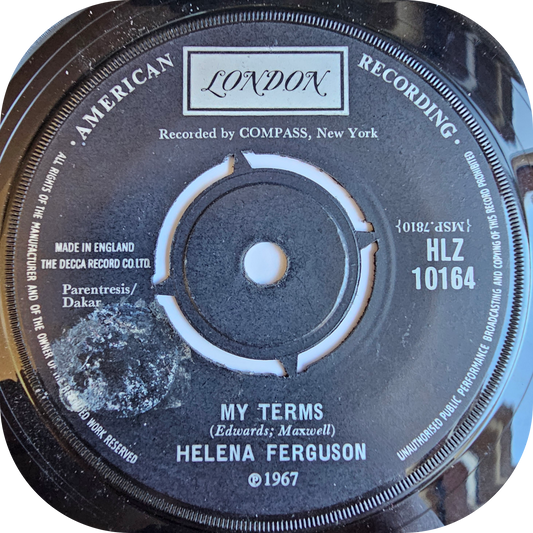 · AMERICAN RECORDING ·
LONDON
Recorded by COMPASS, New York
MADE IN ENGLAND
THE DECCA RECORD CO. LTD.
Parentresis/
Dakar
{MSP.7810}
HLZ
10164
MY TERMS
(Edwards; Maxwell)
HELENA FERGUSON
℗1967
ALL RIGHTS OF THE MANUFACTURER AND OF THE OWNER OF RECORDED WORK RESERVED
UNAUTHORISED PUBLIC PERFORMANCE BROADCASTING AND COPYING OF THIS RECORD PROHIBITED